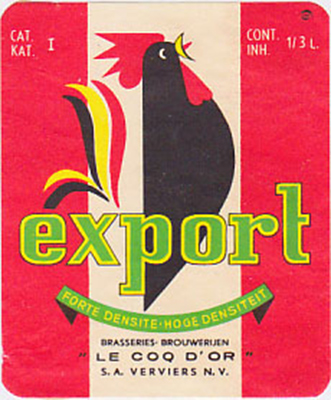 CAT. KAT. I
CONT. INH. 1/3 L.
export
FORTE DENSITE · HOGE DENSITEIT
BRASSERIES - BROUWERIJEN
"LE COQ D'OR"
S.A. VERVIERS N.V.